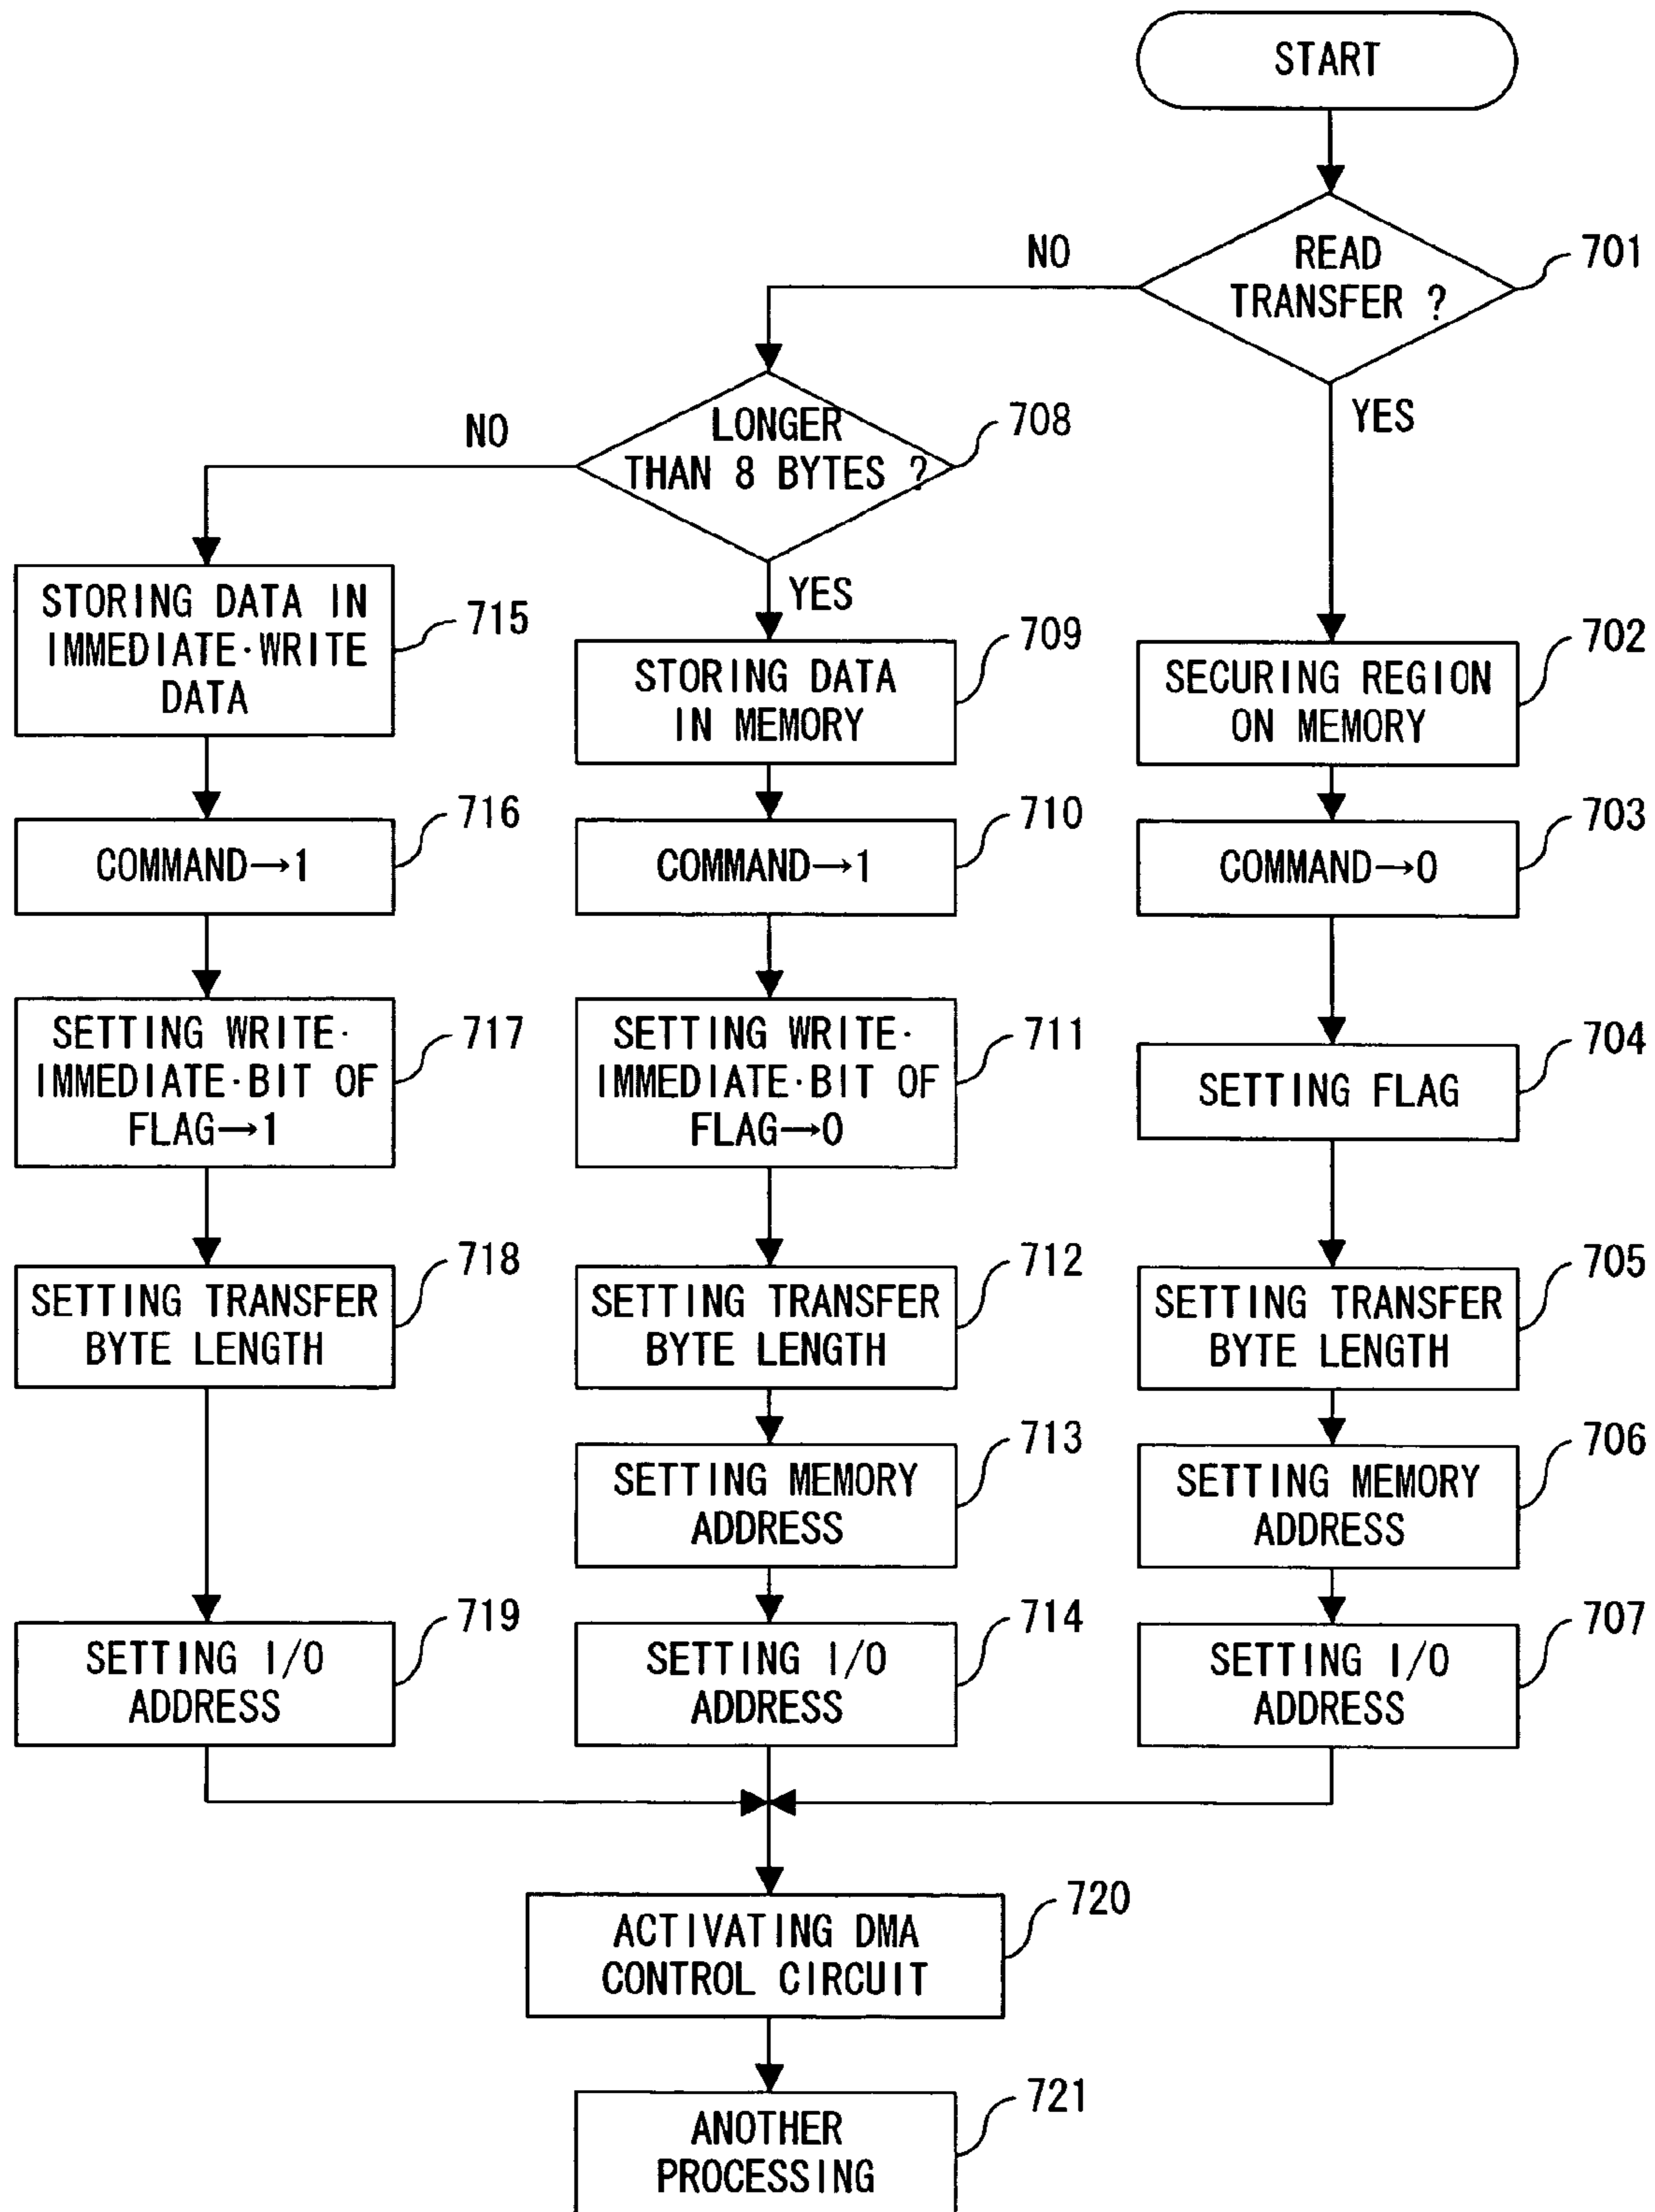 START
READ
TRANSFER ?
701
NO
YES
LONGER
THAN 8 BYTES ?
708
NO
YES
STORING DATA IN
IMMEDIATE·WRITE
DATA
715
STORING DATA
IN MEMORY
709
SECURING REGION
ON MEMORY
702
COMMAND→1
716
COMMAND→1
710
COMMAND→0
703
SETTING WRITE·
IMMEDIATE·BIT OF
FLAG→1
717
SETTING WRITE·
IMMEDIATE·BIT OF
FLAG→0
711
SETTING FLAG
704
SETTING TRANSFER
BYTE LENGTH
718
SETTING TRANSFER
BYTE LENGTH
712
SETTING TRANSFER
BYTE LENGTH
705
SETTING MEMORY
ADDRESS
713
SETTING MEMORY
ADDRESS
706
SETTING I/O
ADDRESS
719
SETTING I/O
ADDRESS
714
SETTING I/O
ADDRESS
707
ACTIVATING DMA
CONTROL CIRCUIT
720
ANOTHER
PROCESSING
721